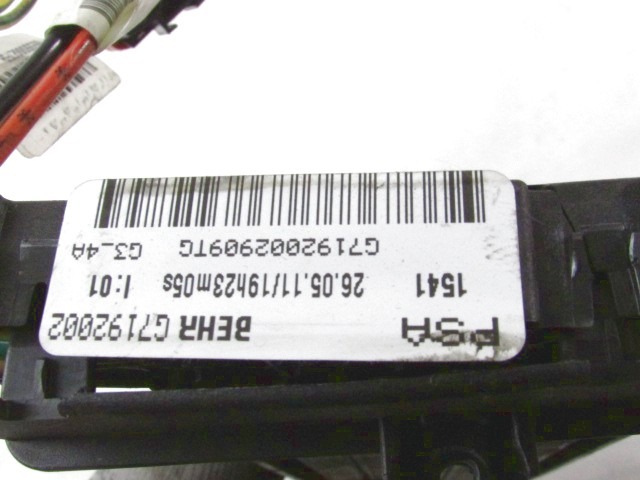 PSA BEHR G7192002
1541 26.05.11/19h23m05s I:01
G7192002909TG G3_4A